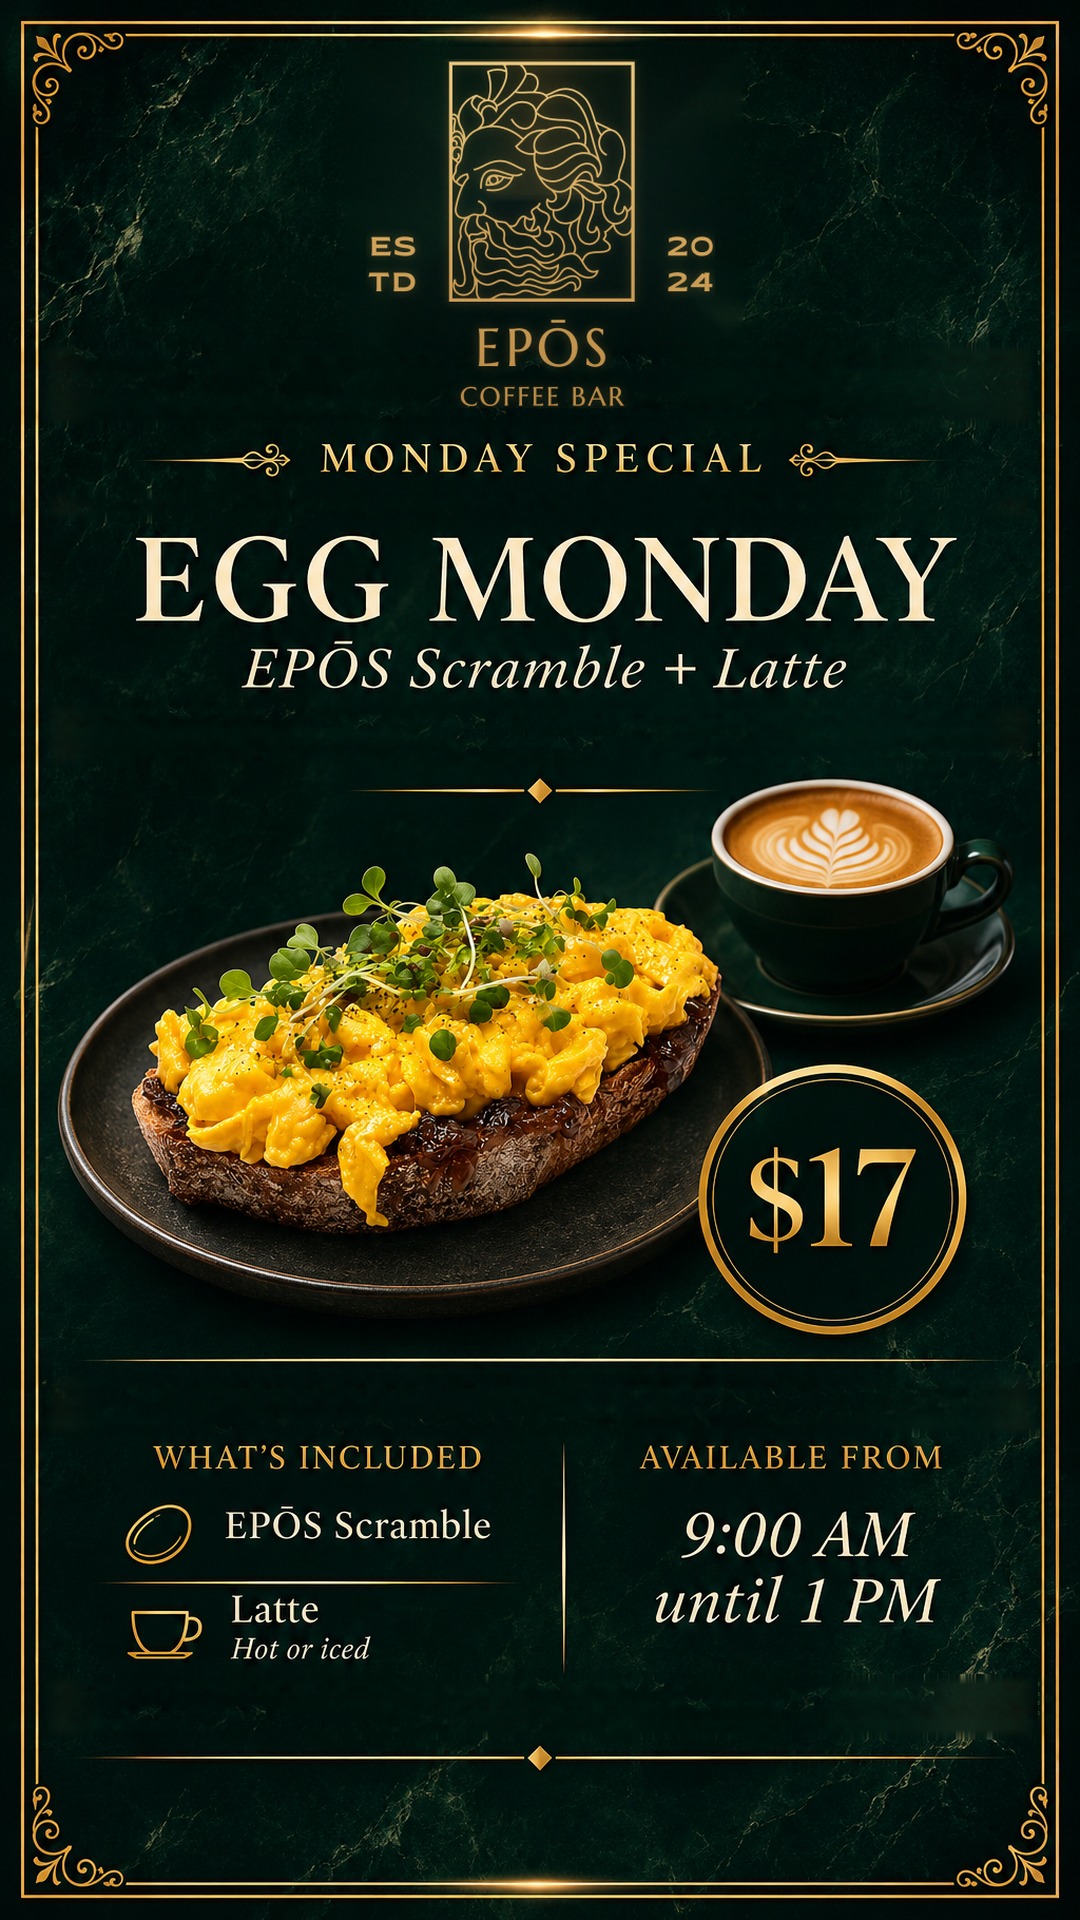 ES
TD
20
24
EPŌS
COFFEE BAR
MONDAY SPECIAL
EGG MONDAY
EPŌS Scramble + Latte
$17
WHAT’S INCLUDED
EPŌS Scramble
Latte
Hot or iced
AVAILABLE FROM
9:00 AM
until 1 PM